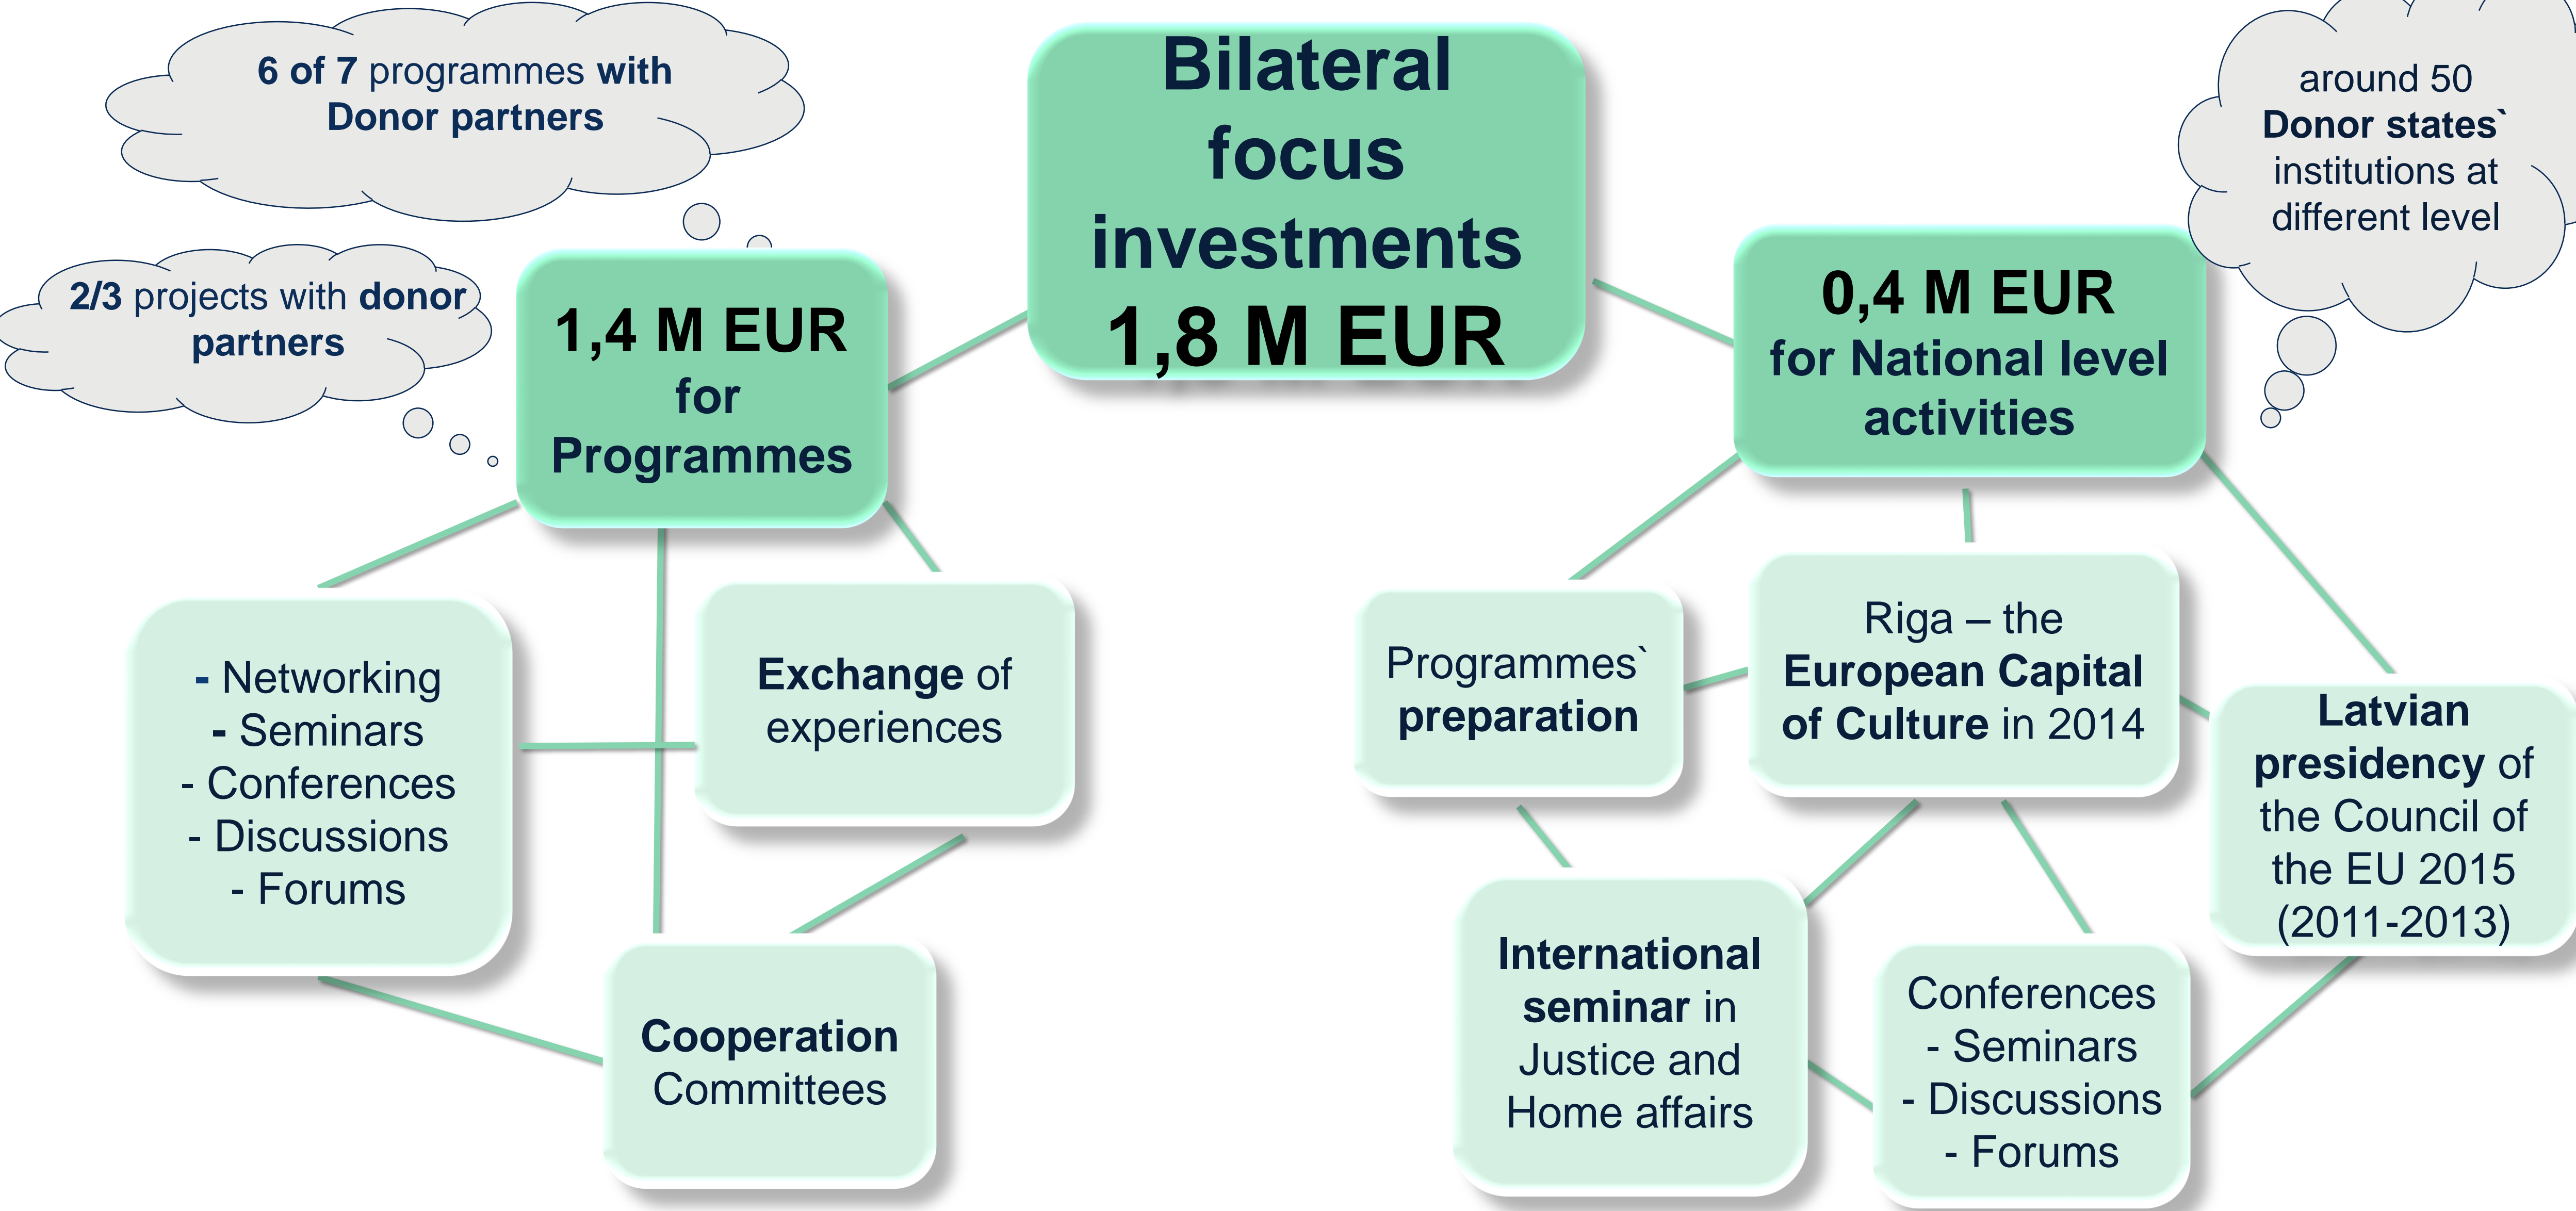 6 of 7 programmes with
Donor partners
2/3 projects with donor
partners
Bilateral
focus
investments
1,8 M EUR
around 50
Donor states`
institutions at
different level
1,4 M EUR
for
Programmes
0,4 M EUR
for National level
activities
- Networking
- Seminars
- Conferences
- Discussions
- Forums
Exchange of
experiences
Cooperation
Committees
Programmes`
preparation
Riga – the
European Capital
of Culture in 2014
Latvian
presidency of
the Council of
the EU 2015
(2011-2013)
International
seminar in
Justice and
Home affairs
Conferences
- Seminars
- Discussions
- Forums